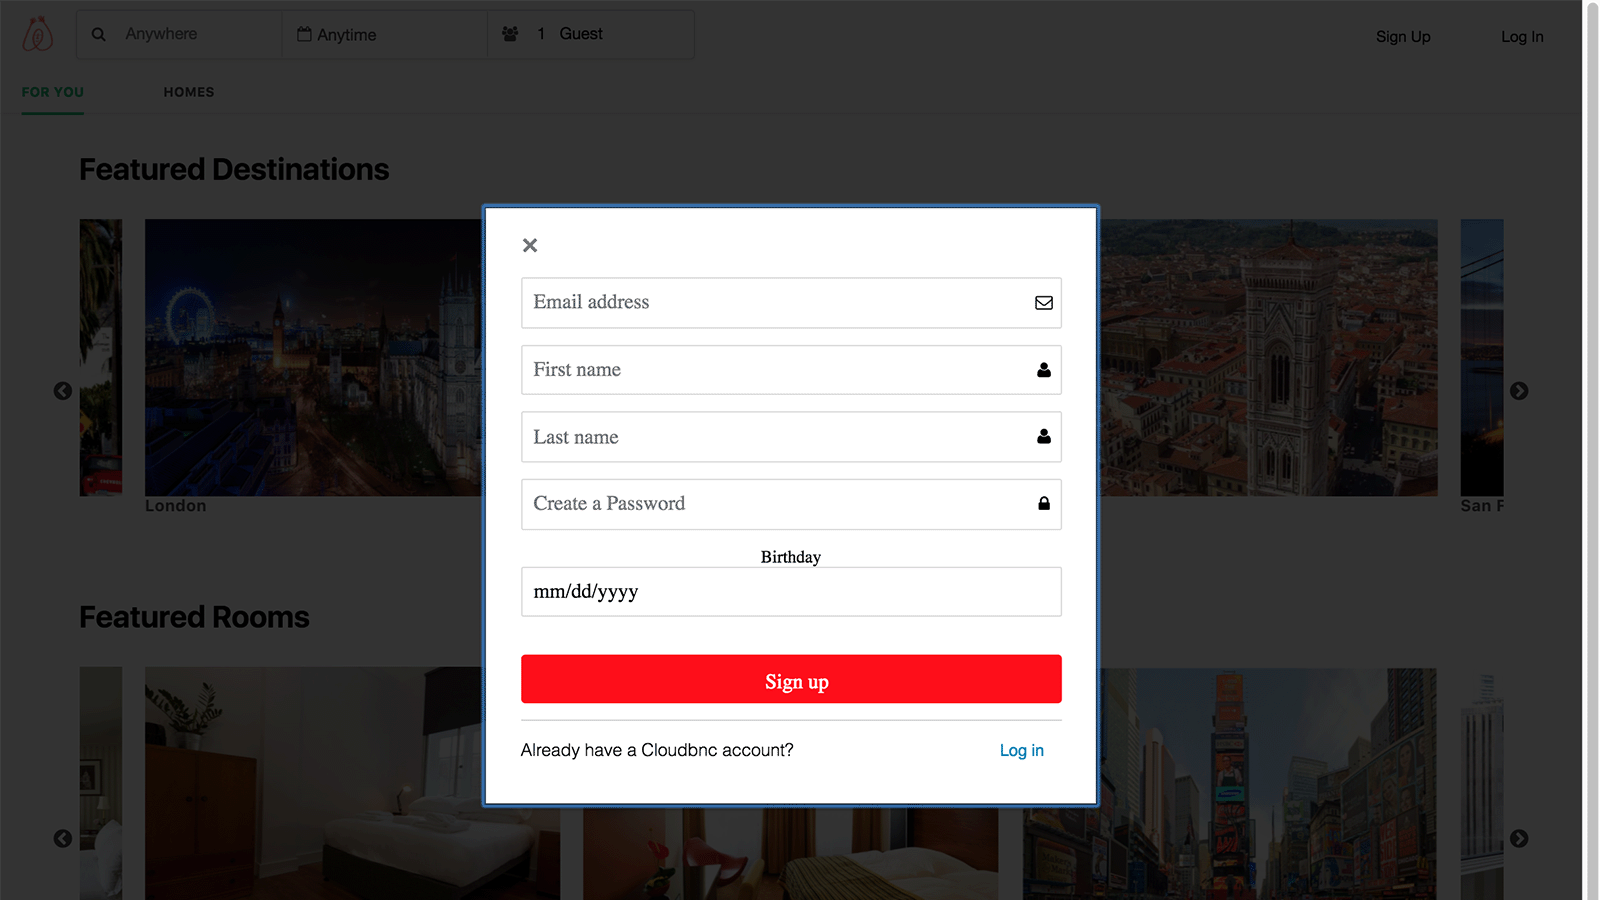 Anywhere
Anytime
1 Guest
Sign Up
Log In
FOR YOU
HOMES
Featured Destinations
London
San F
Email address
First name
Last name
Create a Password
Birthday
mm/dd/yyyy
Sign up
Already have a Cloudbnc account?
Log in
Featured Rooms